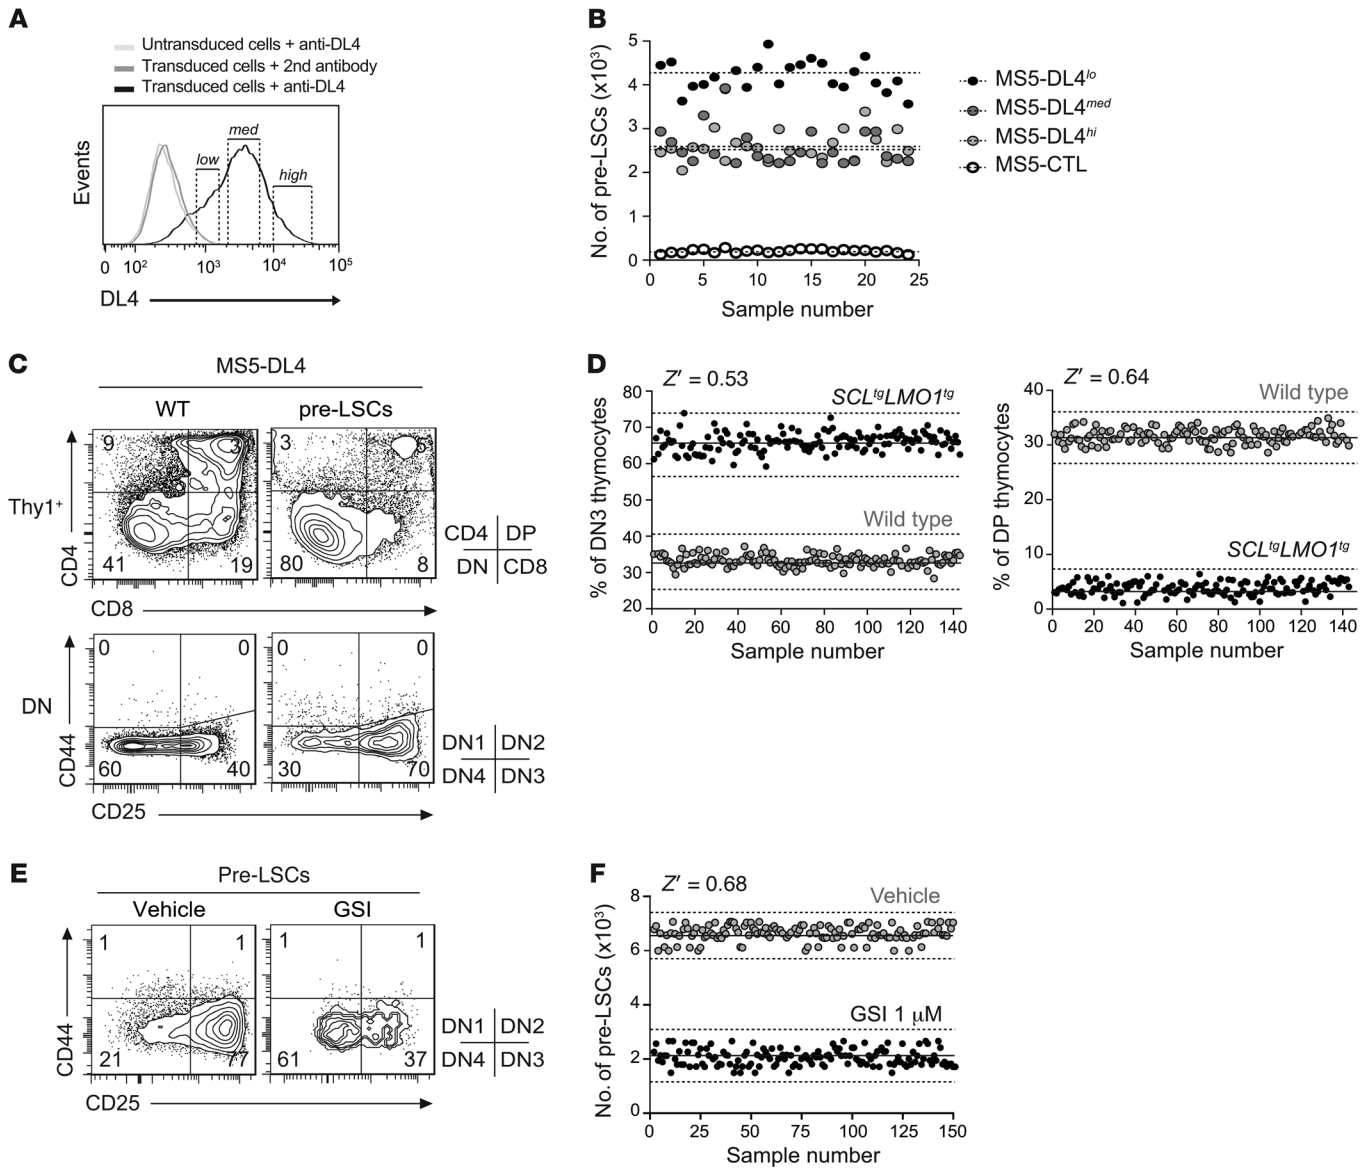 A
Untransduced cells + anti-DL4
Transduced cells + 2nd antibody
Transduced cells + anti-DL4
Events
low
med
high
0 10² 10³ 10⁴ 10⁵
DL4
B
No. of pre-LSCs (x10³)
5
4
3
2
1
0
0 5 10 15 20 25
Sample number
MS5-DL4ˡᵒ
MS5-DL4ᵐᵉᵈ
MS5-DL4ʰⁱ
MS5-CTL
C
MS5-DL4
WT
pre-LSCs
Thy1⁺
CD4
9 3
41 19
3 5
80 8
CD8
CD4 DP
DN CD8
DN
CD44
0 0
60 40
0 0
30 70
CD25
DN1 DN2
DN4 DN3
D
Z′ = 0.53
% of DN3 thymocytes
80
70
60
50
40
30
20
SCLᵗᵍLMO1ᵗᵍ
Wild type
0 20 40 60 80 100 120 140
Sample number
Z′ = 0.64
% of DP thymocytes
40
30
20
10
0
Wild type
SCLᵗᵍLMO1ᵗᵍ
0 20 40 60 80 100 120 140
Sample number
E
Pre-LSCs
Vehicle
GSI
CD44
1 1
21 77
1 1
61 37
CD25
DN1 DN2
DN4 DN3
F
Z′ = 0.68
No. of pre-LSCs (x10³)
8
6
4
2
0
Vehicle
GSI 1 μM
0 25 50 75 100 125 150
Sample number